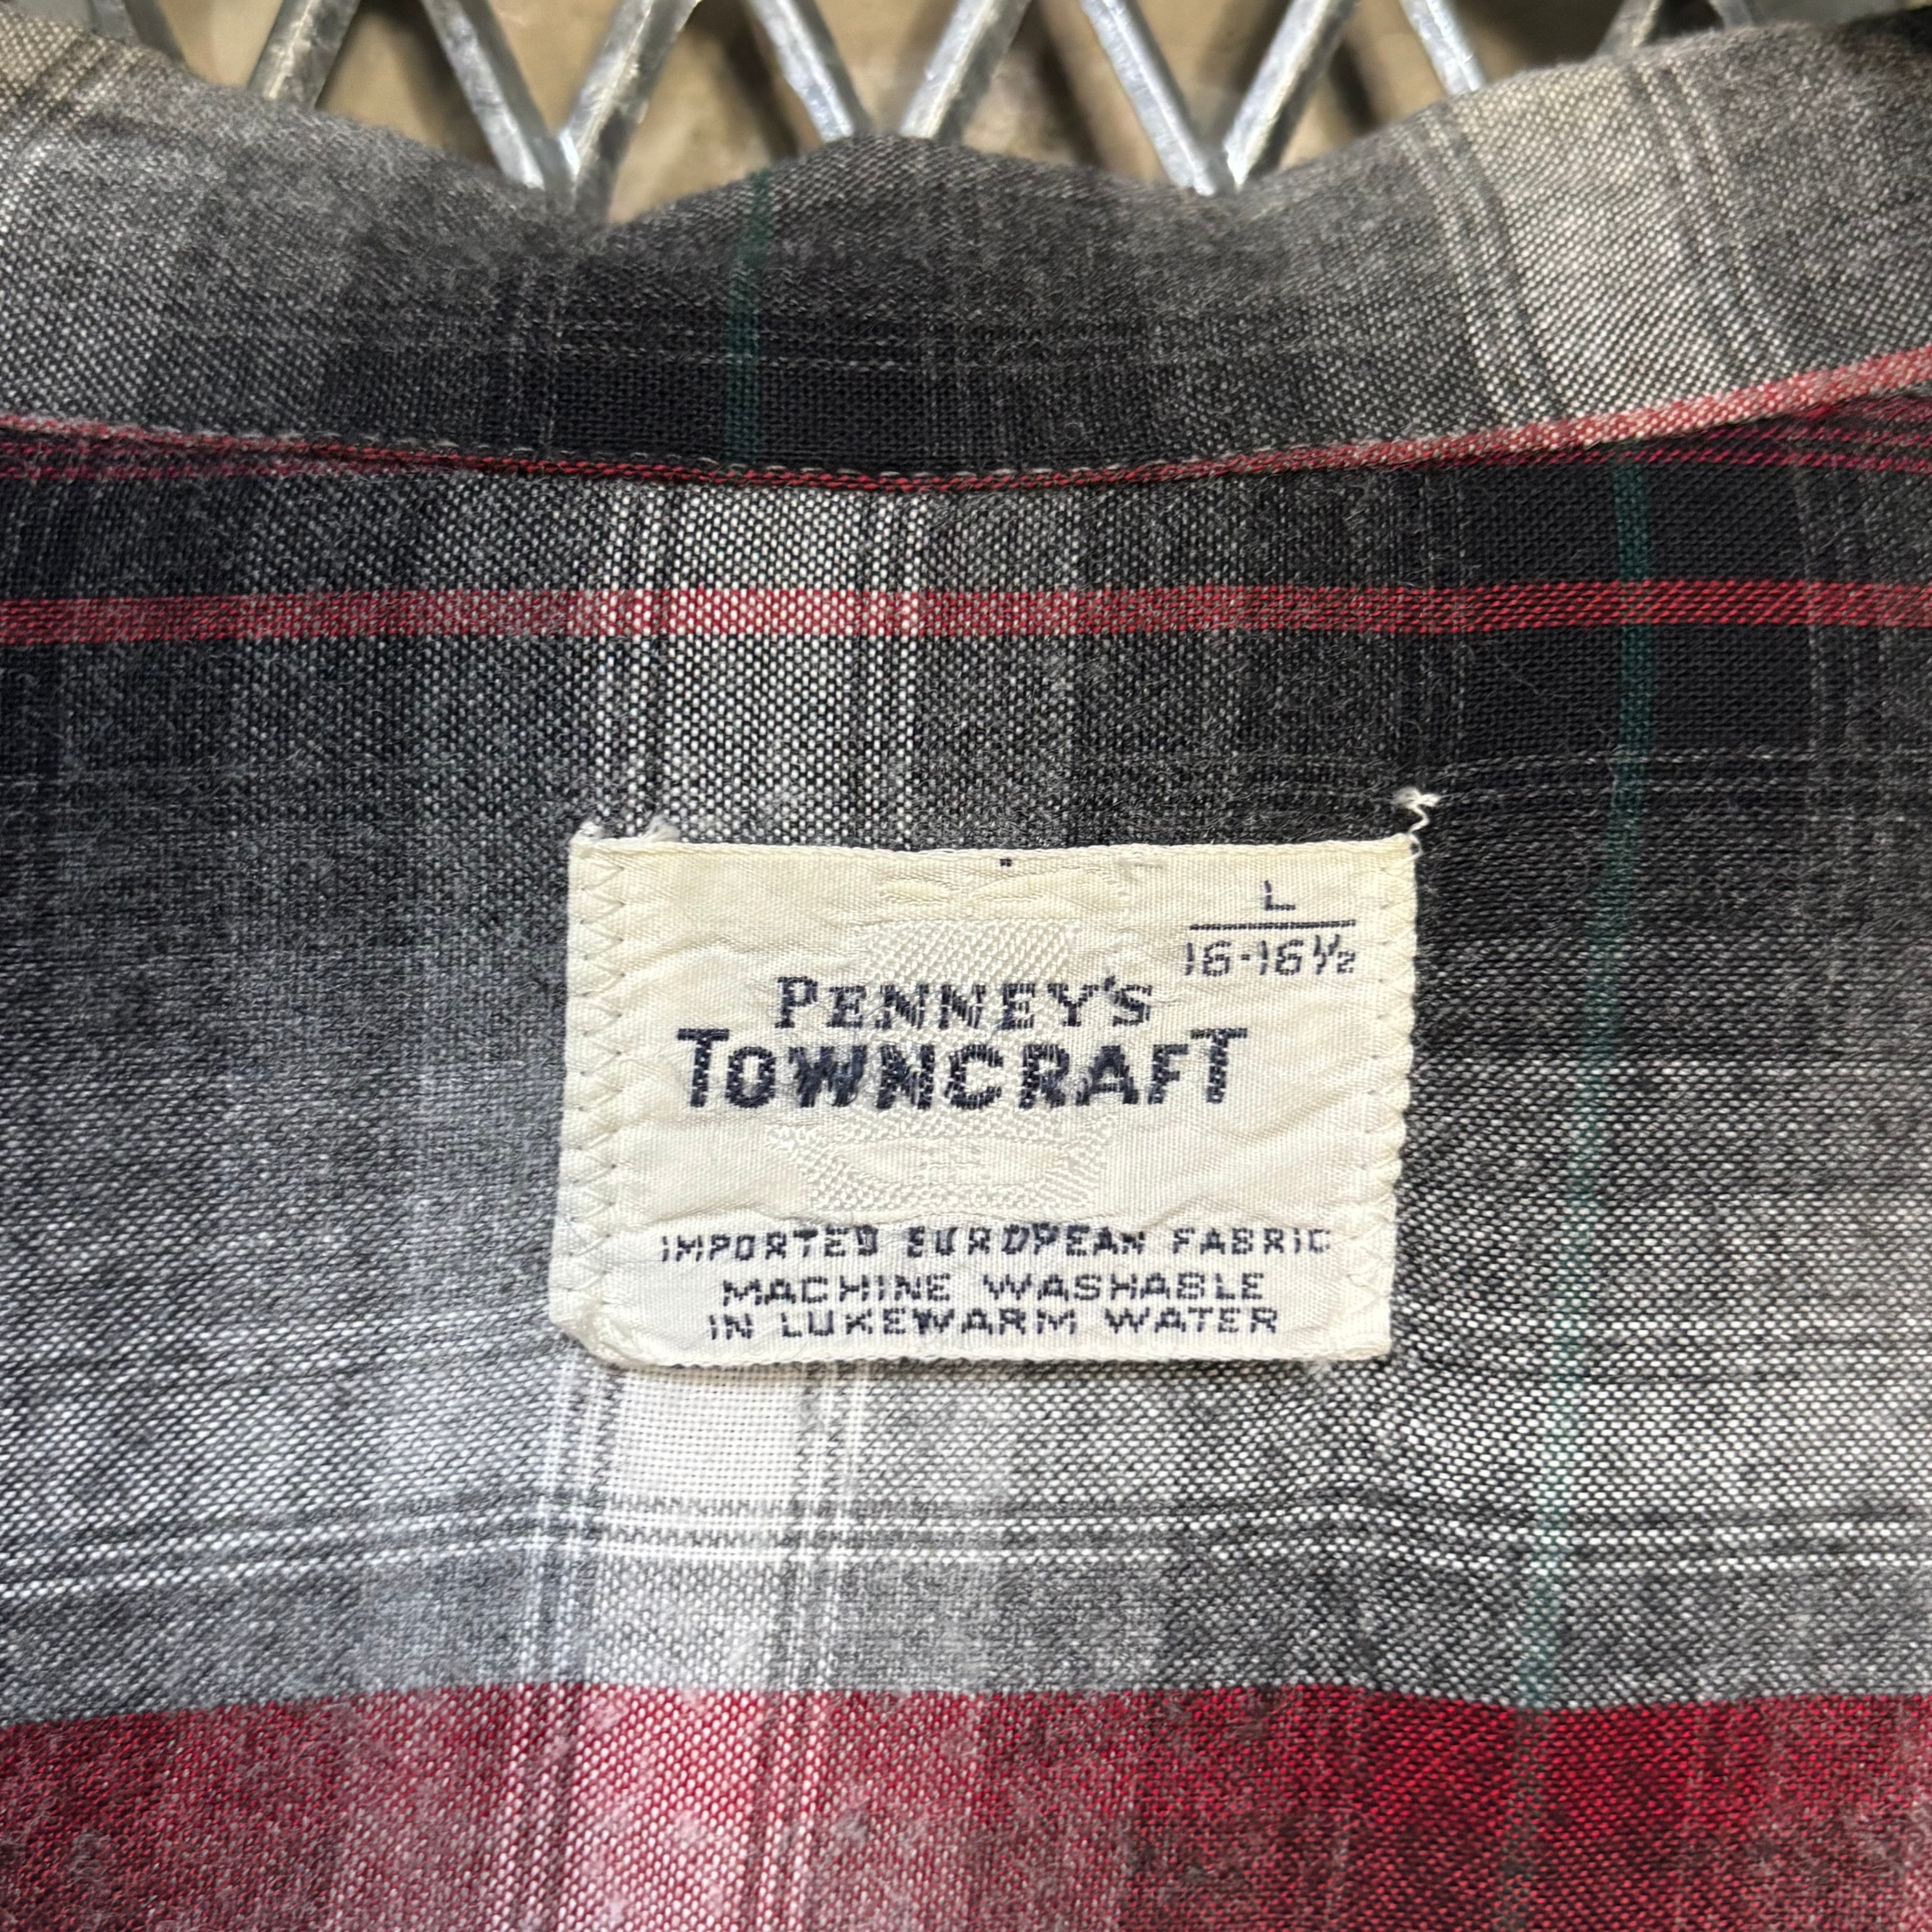 L
16-16½
PENNEY'S
TOWNCRAFT
IMPORTED EUROPEAN FABRIC
MACHINE WASHABLE
IN LUKEWARM WATER